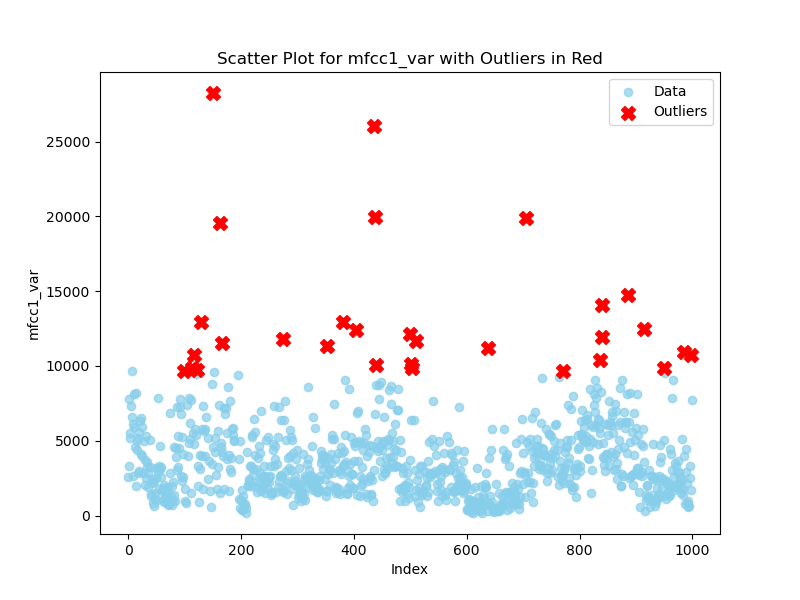 Scatter Plot for mfcc1_var with Outliers in Red
Data
Outliers
25000
20000
15000
10000
5000
0
mfcc1_var
0 200 400 600 800 1000
Index